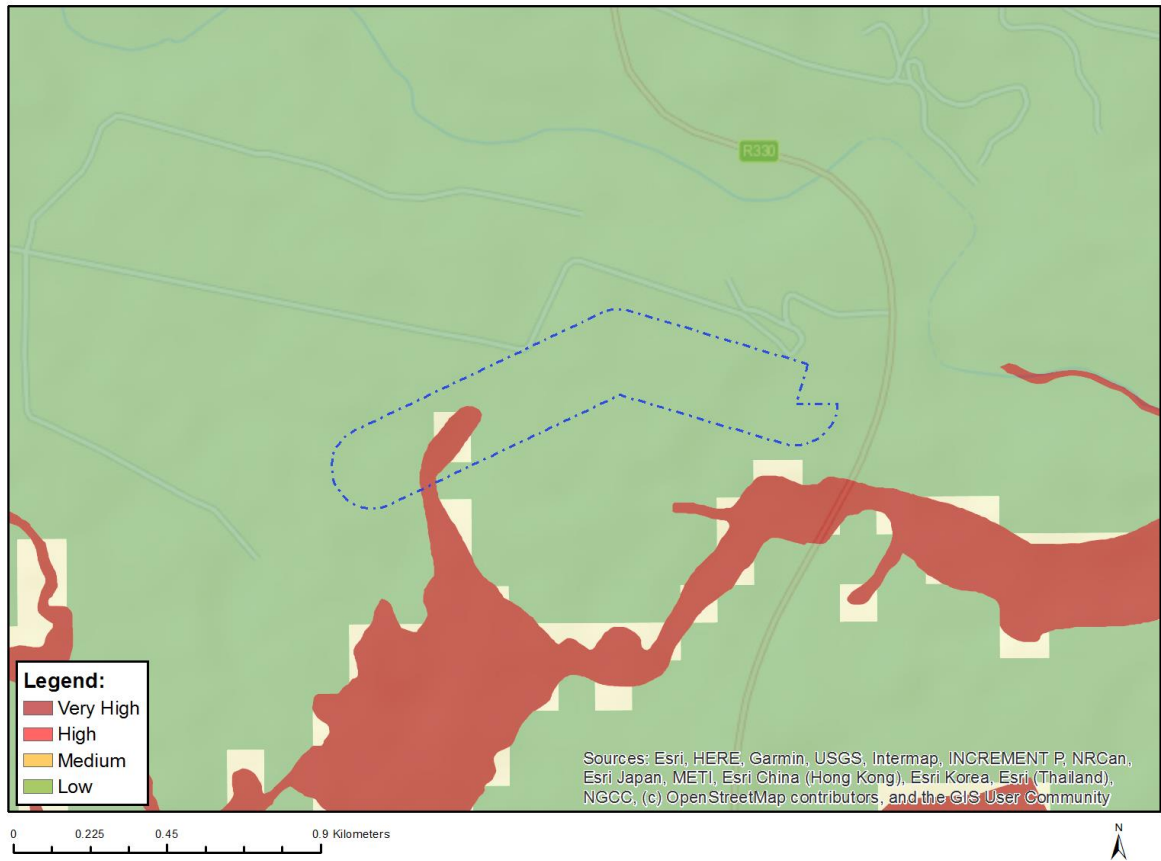 R330
Legend:
Very High
High
Medium
Low
Sources: Esri, HERE, Garmin, USGS, Intermap, INCREMENT P, NRCan,
Esri Japan, METI, Esri China (Hong Kong), Esri Korea, Esri (Thailand),
NGCC, (c) OpenStreetMap contributors, and the GIS User Community
0 0.225 0.45 0.9 Kilometers
N